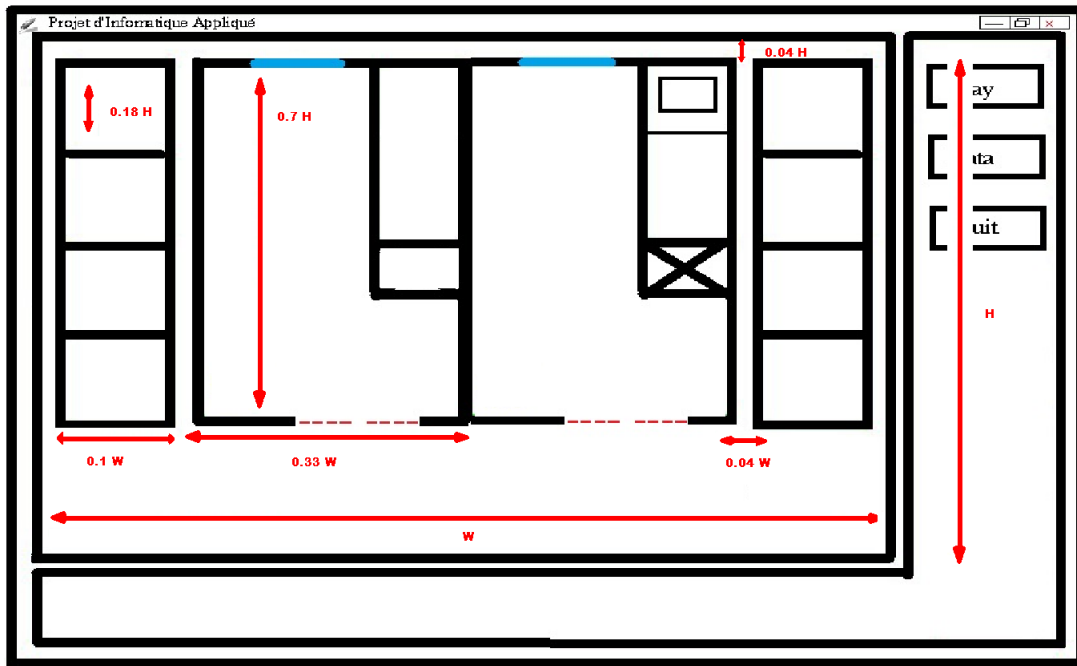 Projet d'Informatique Appliqué
0.04 H
0.18 H
0.7 H
ay
ata
uit
H
0.1 W
0.33 W
0.04 W
W